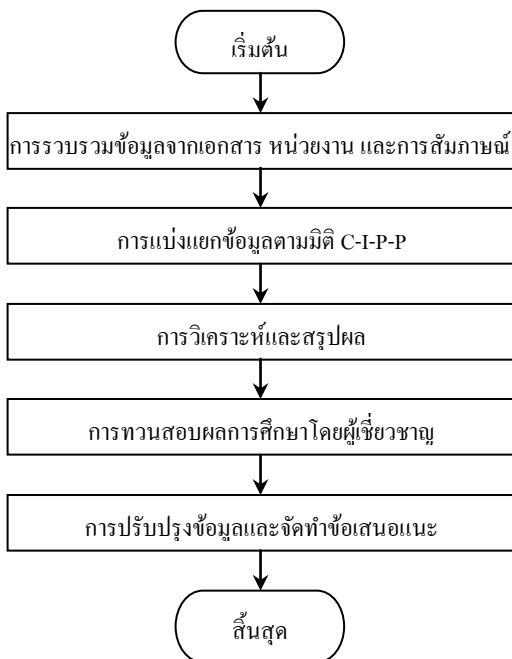 เริ่มต้น
การรวบรวมข้อมูลจากเอกสาร หน่วยงาน และการสัมภาษณ์
การแบ่งแยกข้อมูลตามมิติ C-I-P-P
การวิเคราะห์และสรุปผล
การทวนสอบผลการศึกษาโดยผู้เชี่ยวชาญ
การปรับปรุงข้อมูลและจัดทำข้อเสนอแนะ
สิ้นสุด